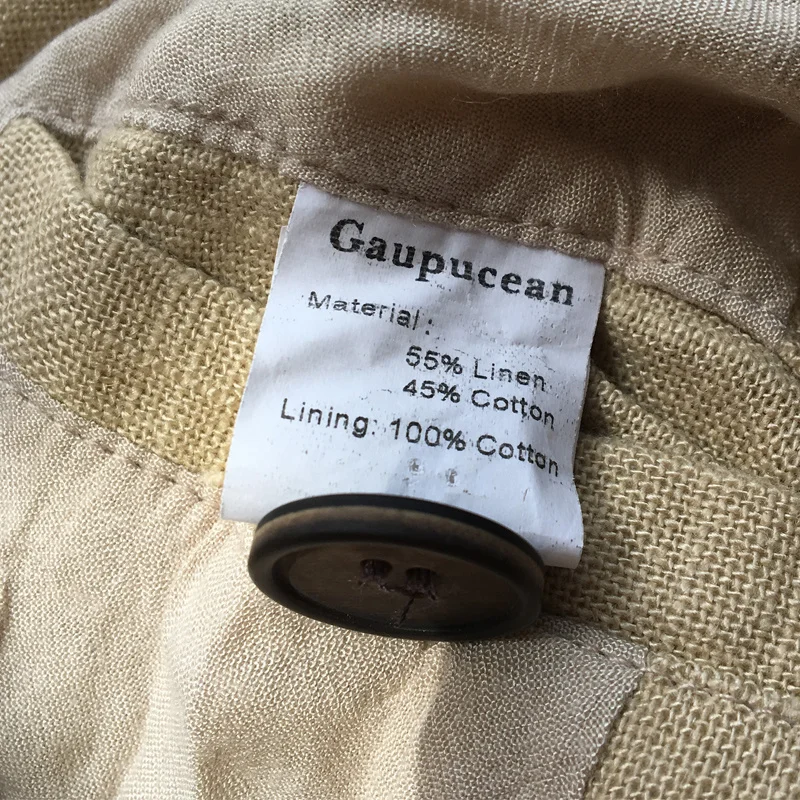 Gaupucean
Material:
55% Linen
45% Cotton
Lining: 100% Cotton